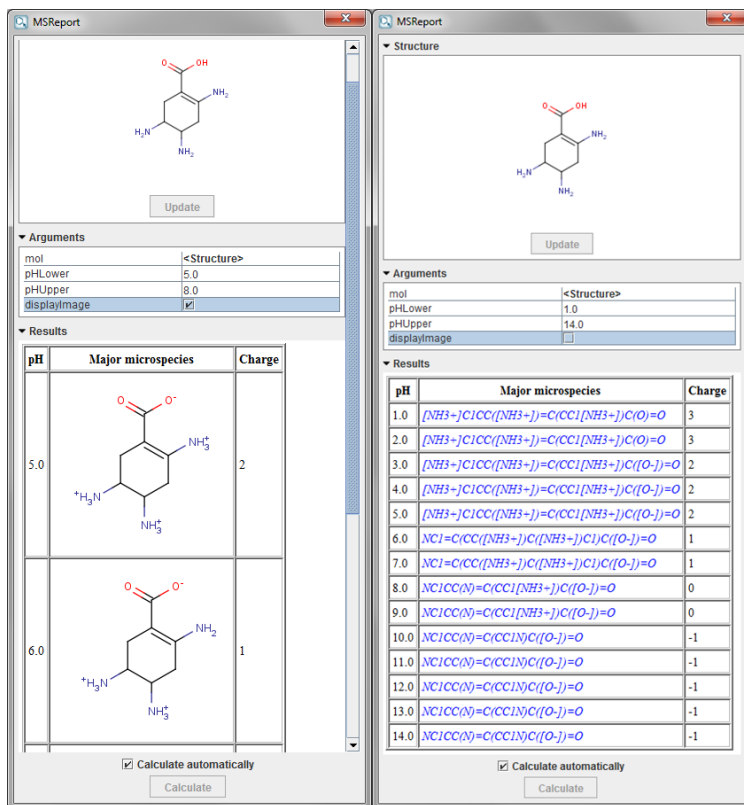 MSReport
O
OH
NH2
H2N
NH2
Update
Arguments
mol <Structure>
pHLower 5.0
pHUpper 8.0
displayImage
Results
pH Major microspecies Charge
O
O-
NH3+
5.0
2
+H3N
NH3+
O
O-
NH2
6.0
1
+H3N
NH3+
Calculate automatically
Calculate
MSReport
Structure
O
OH
NH2
H2N
NH2
Update
Arguments
mol <Structure>
pHLower 1.0
pHUpper 14.0
displayImage
Results
pH Major microspecies Charge
1.0 [NH3+]C1CC([NH3+])=C(CC1[NH3+])C(O)=O 3
2.0 [NH3+]C1CC([NH3+])=C(CC1[NH3+])C(O)=O 3
3.0 [NH3+]C1CC([NH3+])=C(CC1[NH3+])C([O-])=O 2
4.0 [NH3+]C1CC([NH3+])=C(CC1[NH3+])C([O-])=O 2
5.0 [NH3+]C1CC([NH3+])=C(CC1[NH3+])C([O-])=O 2
6.0 NC1=C(CC([NH3+])C([NH3+])C1)C([O-])=O 1
7.0 NC1=C(CC([NH3+])C([NH3+])C1)C([O-])=O 1
8.0 NC1CC(N)=C(CC1[NH3+])C([O-])=O 0
9.0 NC1CC(N)=C(CC1[NH3+])C([O-])=O 0
10.0 NC1CC(N)=C(CC1N)C([O-])=O -1
11.0 NC1CC(N)=C(CC1N)C([O-])=O -1
12.0 NC1CC(N)=C(CC1N)C([O-])=O -1
13.0 NC1CC(N)=C(CC1N)C([O-])=O -1
14.0 NC1CC(N)=C(CC1N)C([O-])=O -1
Calculate automatically
Calculate